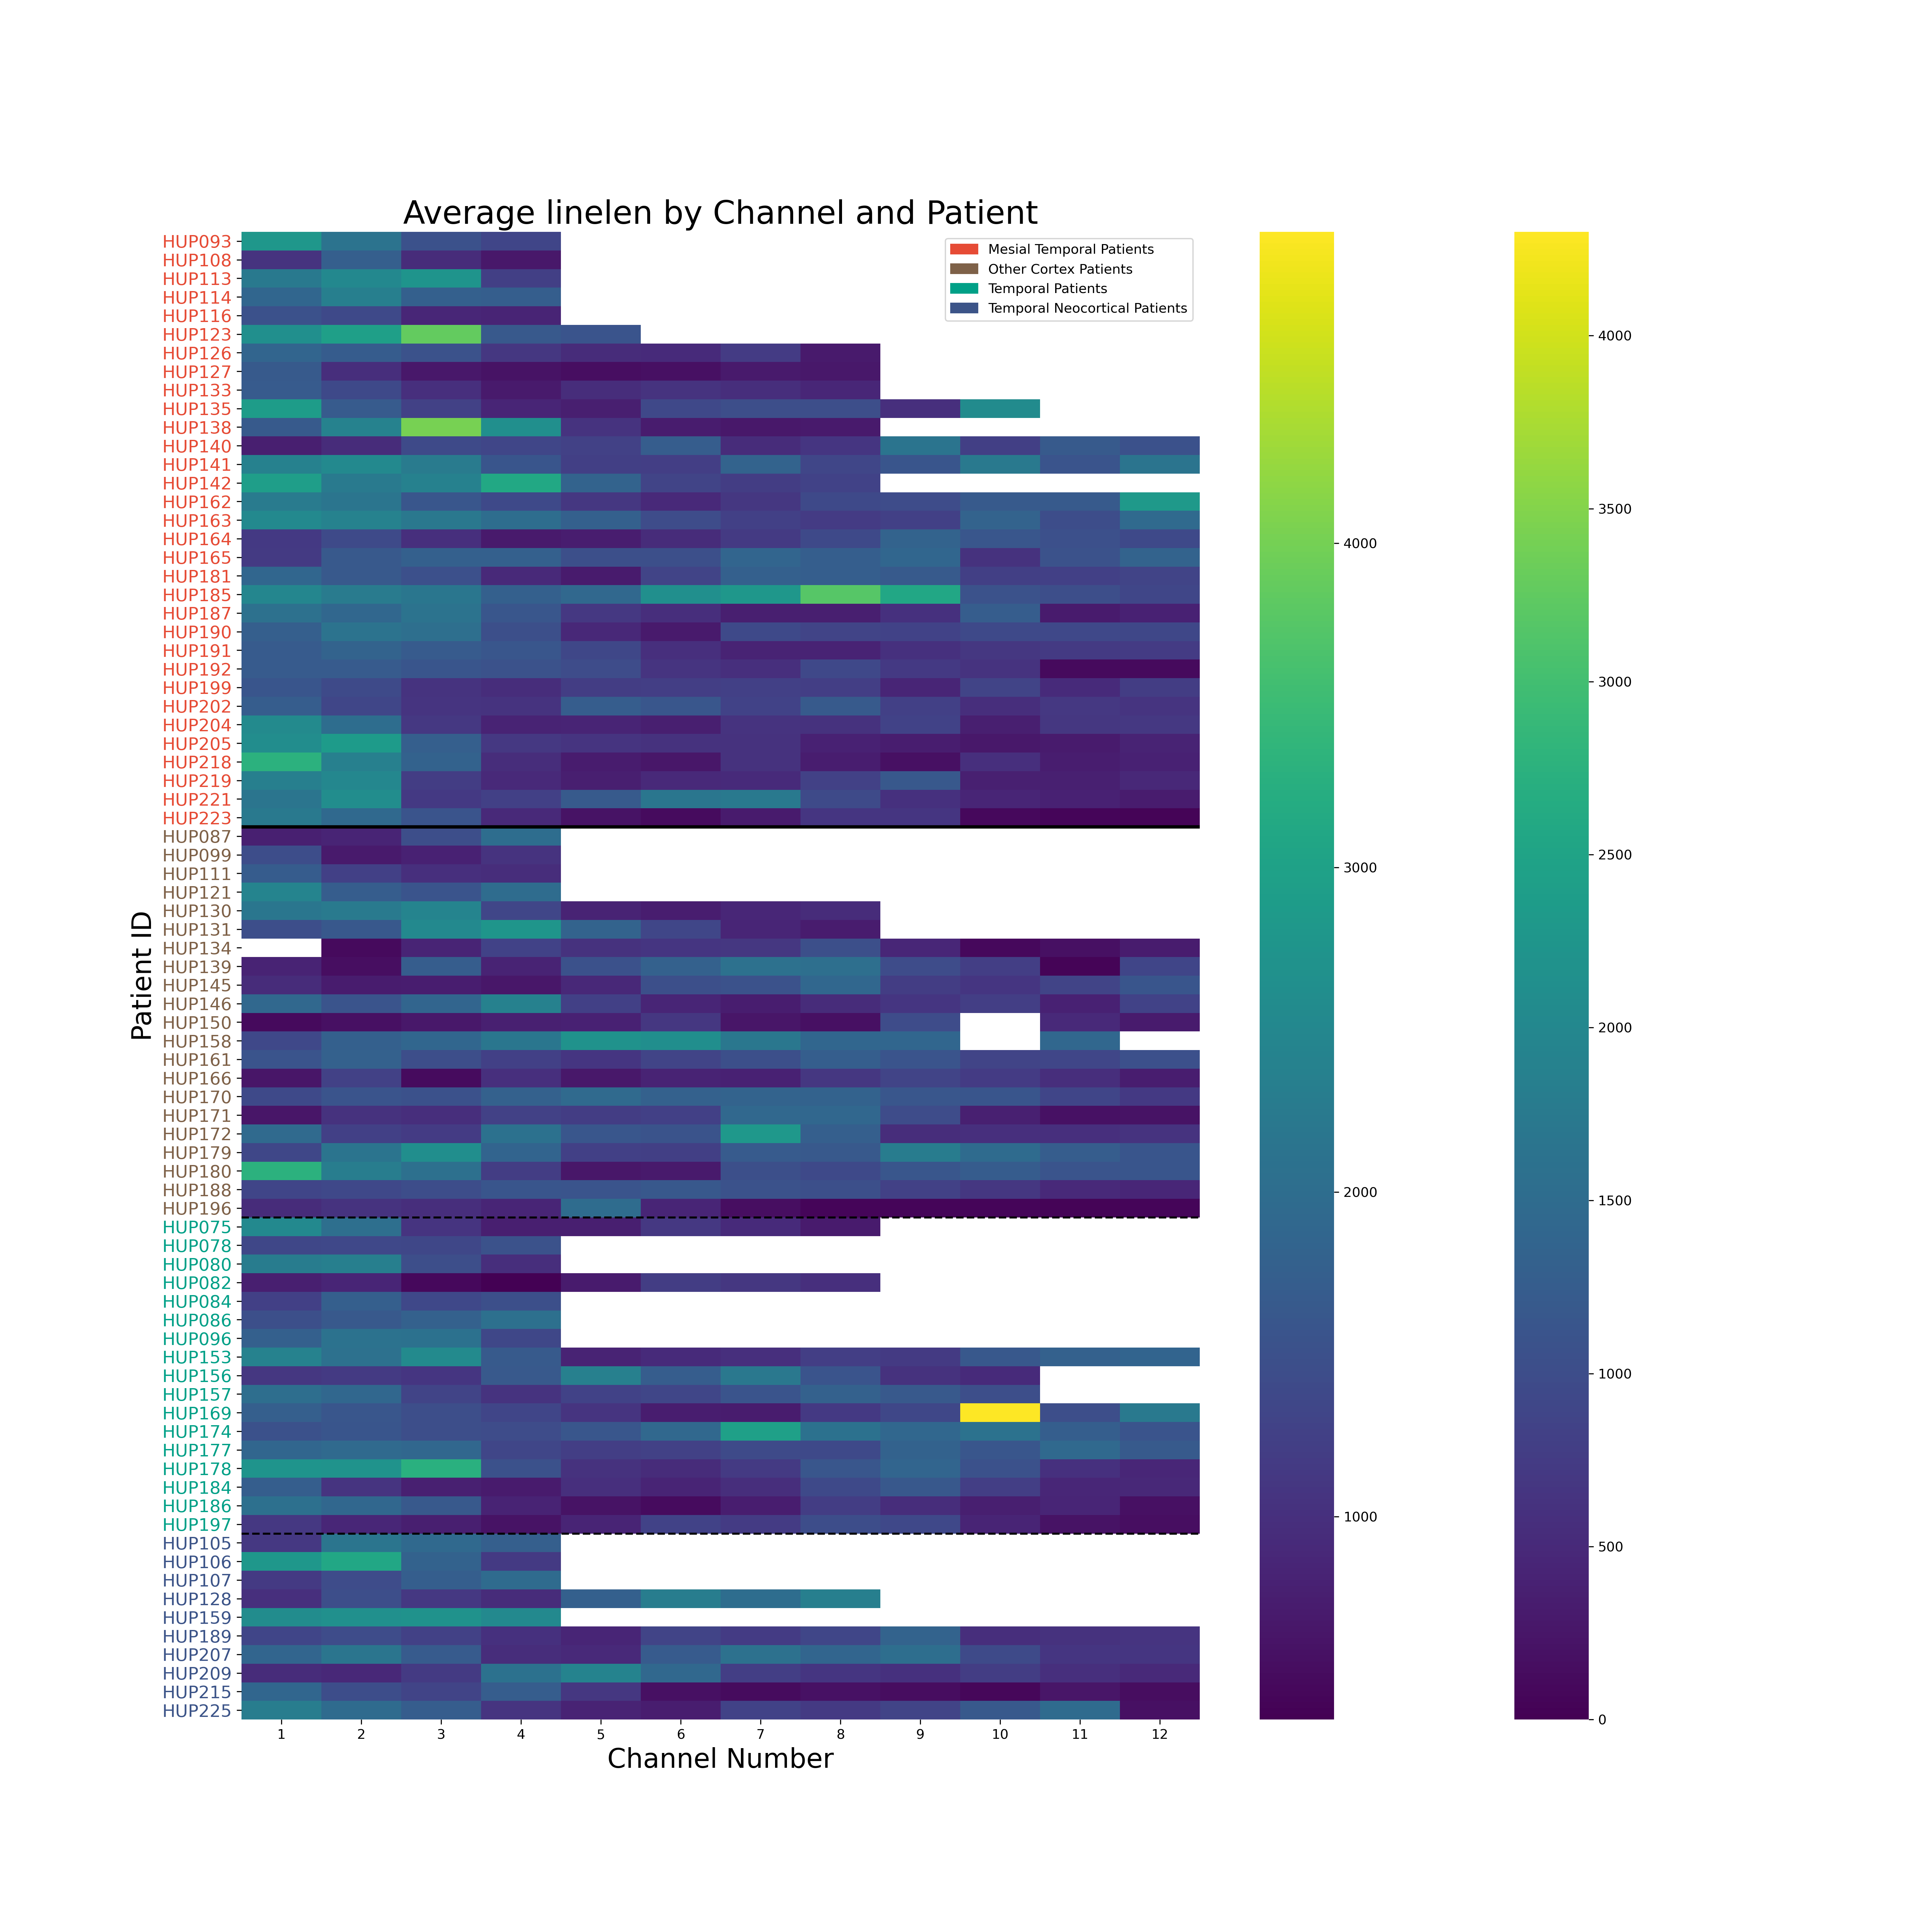 Average linelen by Channel and Patient
Mesial Temporal Patients
Other Cortex Patients
Temporal Patients
Temporal Neocortical Patients
Patient ID
HUP093
HUP108
HUP113
HUP114
HUP116
HUP123
HUP126
HUP127
HUP133
HUP135
HUP138
HUP140
HUP141
HUP142
HUP162
HUP163
HUP164
HUP165
HUP181
HUP185
HUP187
HUP190
HUP191
HUP192
HUP199
HUP202
HUP204
HUP205
HUP218
HUP219
HUP221
HUP223
HUP087
HUP099
HUP111
HUP121
HUP130
HUP131
HUP134
HUP139
HUP145
HUP146
HUP150
HUP158
HUP161
HUP166
HUP170
HUP171
HUP172
HUP179
HUP180
HUP188
HUP196
HUP075
HUP078
HUP080
HUP082
HUP084
HUP086
HUP096
HUP153
HUP156
HUP157
HUP169
HUP174
HUP177
HUP178
HUP184
HUP186
HUP197
HUP105
HUP106
HUP107
HUP128
HUP159
HUP189
HUP207
HUP209
HUP215
HUP225
1 2 3 4 5 6 7 8 9 10 11 12
Channel Number
4000
3000
2000
1000
4000
3500
3000
2500
2000
1500
1000
500
0